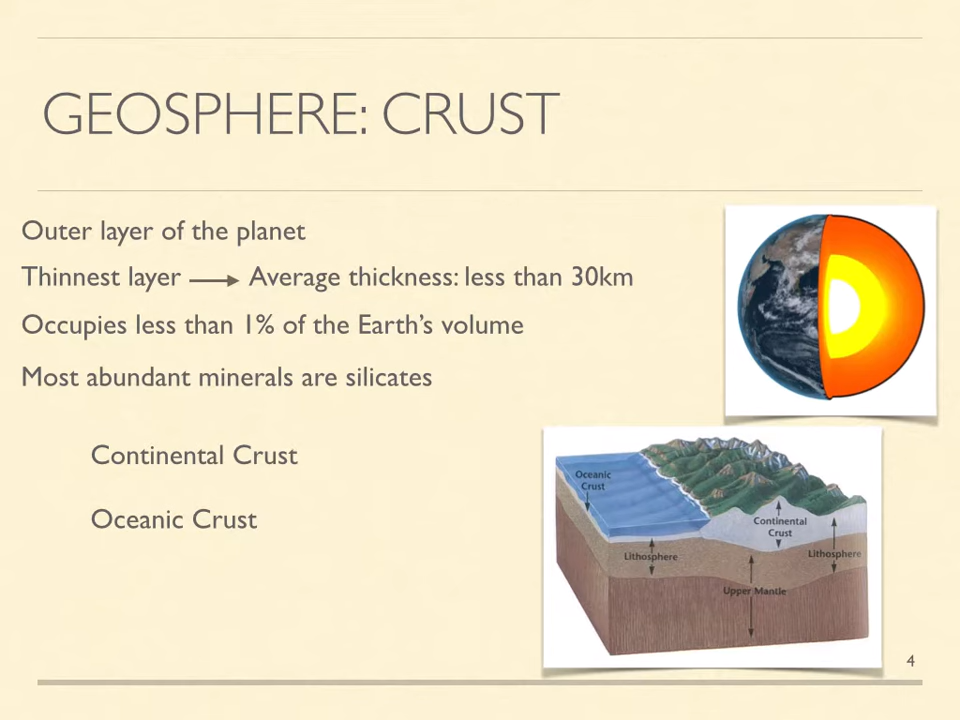 GEOSPHERE: CRUST
Outer layer of the planet
Thinnest layer Average thickness: less than 30km
Occupies less than 1% of the Earth's volume
Most abundant minerals are silicates
Continental Crust
Oceanic Crust
Oceanic
Crust
Continental
Crust
Lithosphere
Lithosphere
Upper Mantle
4